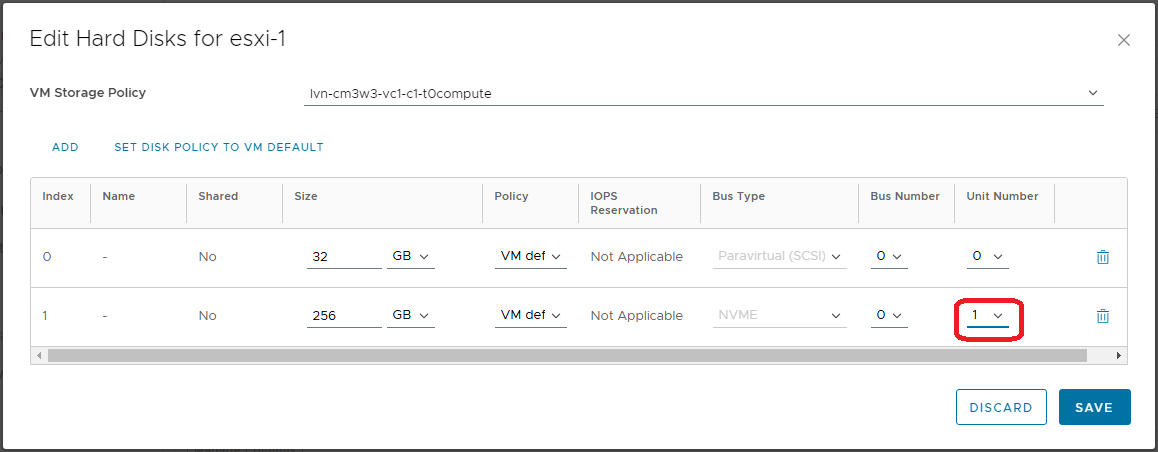 Edit Hard Disks for esxi-1
VM Storage Policy
lvn-cm3w3-vc1-c1-t0compute
ADD SET DISK POLICY TO VM DEFAULT
Index Name Shared Size Policy IOPS Reservation Bus Type Bus Number Unit Number
0 - No 32 GB VM def Not Applicable Paravirtual (SCSI) 0 0
1 - No 256 GB VM def Not Applicable NVME 0 1
DISCARD SAVE